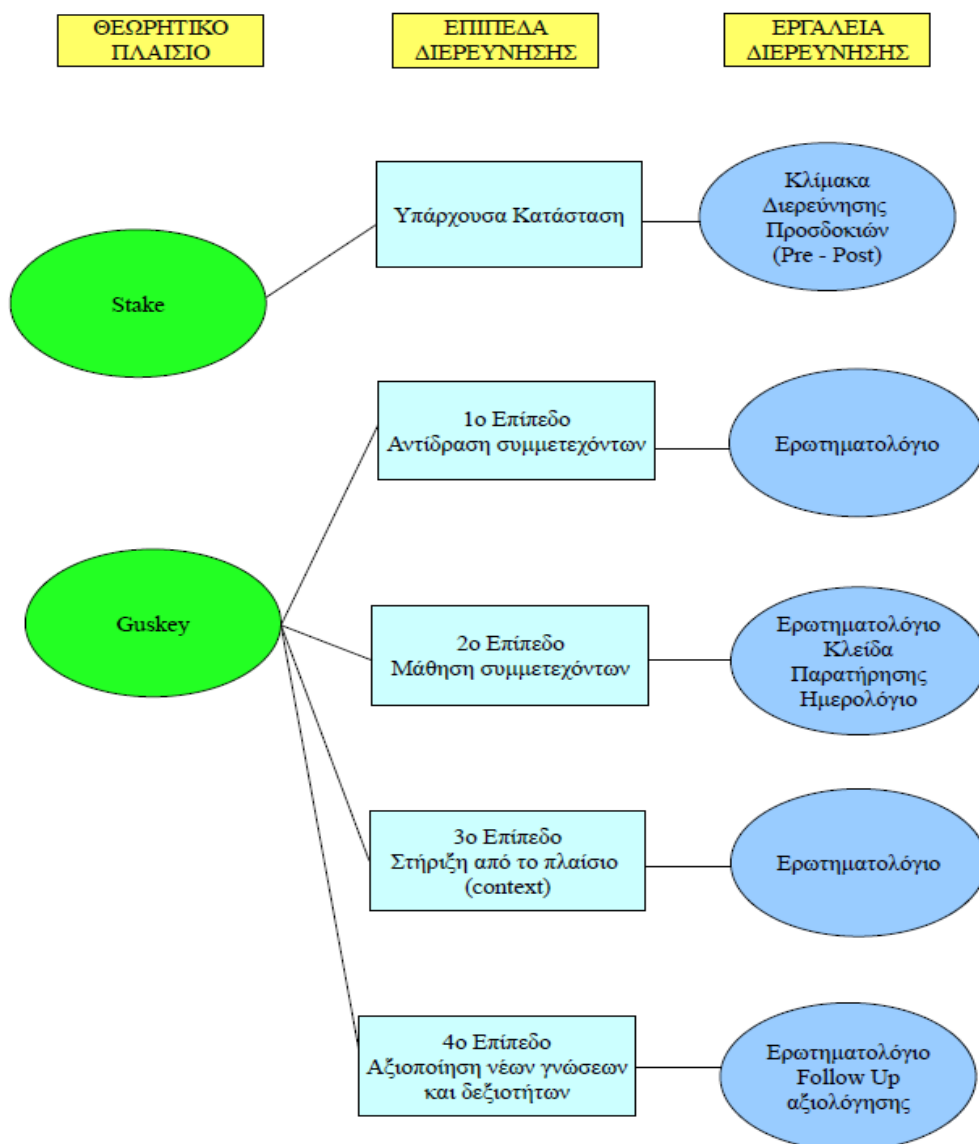 ΘΕΩΡΗΤΙΚΟ
ΠΛΑΙΣΙΟ
ΕΠΙΠΕΔΑ
ΔΙΕΡΕΥΝΗΣΗΣ
ΕΡΓΑΛΕΙΑ
ΔΙΕΡΕΥΝΗΣΗΣ
Stake
Υπάρχουσα Κατάσταση
Κλίμακα
Διερεύνησης
Προσδοκιών
(Pre - Post)
Guskey
1ο Επίπεδο
Αντίδραση συμμετεχόντων
Ερωτηματολόγιο
2ο Επίπεδο
Μάθηση συμμετεχόντων
Ερωτηματολόγιο
Κλείδα
Παρατήρησης
Ημερολόγιο
3ο Επίπεδο
Στήριξη από το πλαίσιο
(context)
Ερωτηματολόγιο
4ο Επίπεδο
Αξιοποίηση νέων γνώσεων
και δεξιοτήτων
Ερωτηματολόγιο
Follow Up
αξιολόγησης